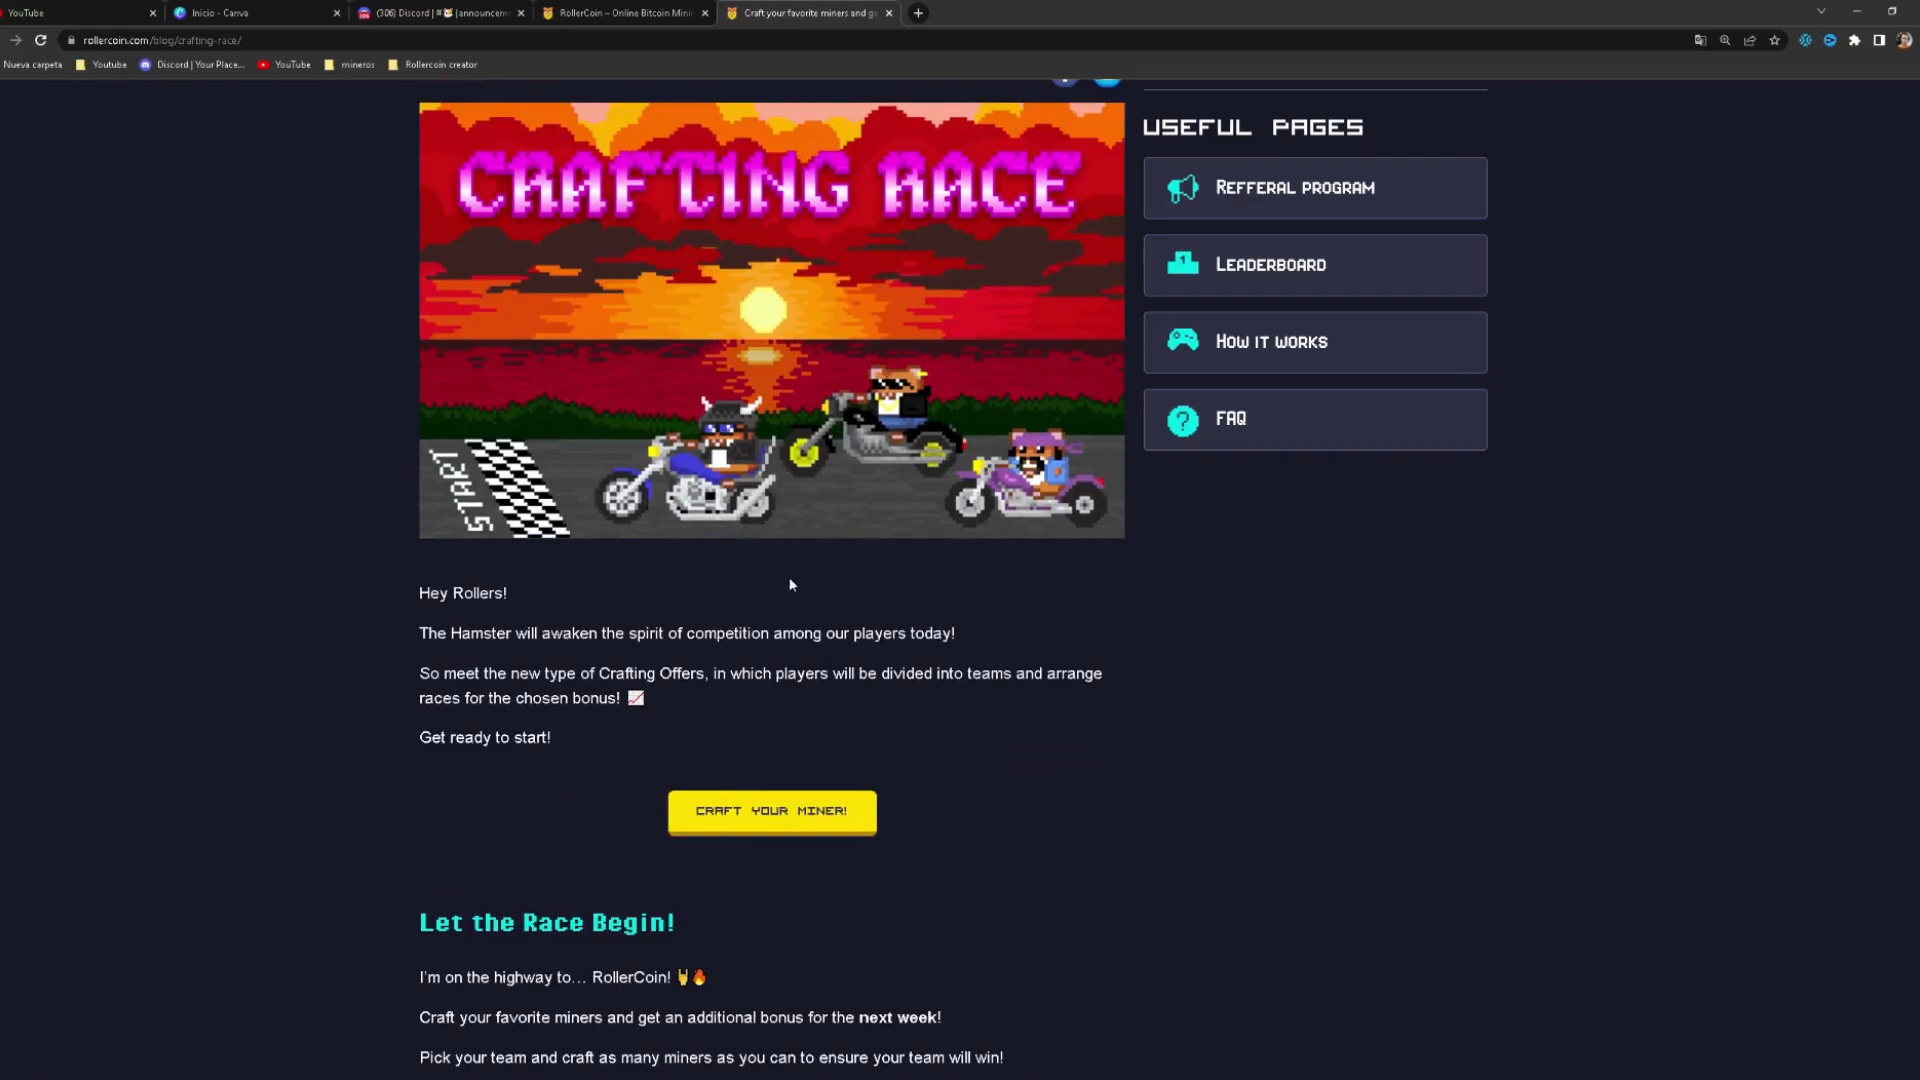 YouTube
Inicio - Canva
(306) Discord | #
|announcem
RollerCoin – Online Bitcoin Mini
Craft your favorite miners and ge
rollercoin.com/blog/crafting-race/
Nueva carpeta
Youtube
Discord | Your Place...
YouTube
mineros
Rollercoin creator
CRAFTING RACE
START
USEFUL PAGES
REFFERAL PROGRAM
LEADERBOARD
HOW IT WORKS
FAQ
Hey Rollers!
The Hamster will awaken the spirit of competition among our players today!
So meet the new type of Crafting Offers, in which players will be divided into teams and arrange
races for the chosen bonus! 📈
Get ready to start!
CRAFT YOUR MINER!
Let the Race Begin!
I'm on the highway to… RollerCoin! 🤘🔥
Craft your favorite miners and get an additional bonus for the next week!
Pick your team and craft as many miners as you can to ensure your team will win!